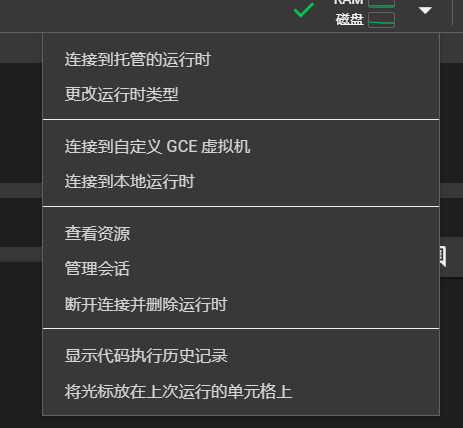 RAM
磁盘
连接到托管的运行时
更改运行时类型
连接到自定义 GCE 虚拟机
连接到本地运行时
查看资源
管理会话
断开连接并删除运行时
显示代码执行历史记录
将光标放在上次运行的单元格上